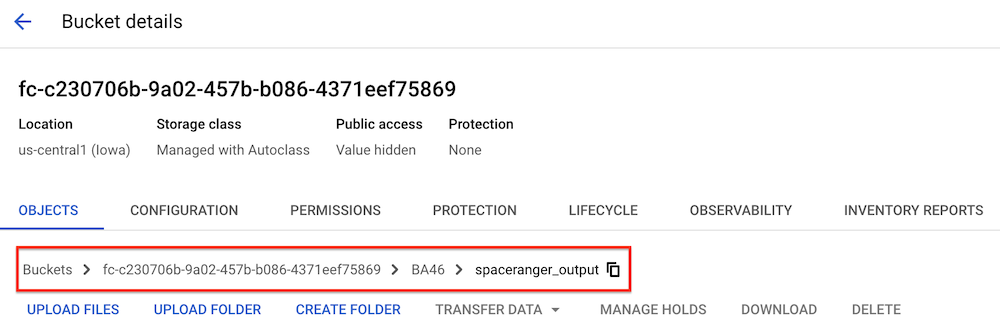 Bucket details
fc-c230706b-9a02-457b-b086-4371eef75869
Location Storage class Public access Protection
us-central1 (Iowa) Managed with Autoclass Value hidden None
OBJECTS CONFIGURATION PERMISSIONS PROTECTION LIFECYCLE OBSERVABILITY INVENTORY REPORTS
Buckets > fc-c230706b-9a02-457b-b086-4371eef75869 > BA46 > spaceranger_output
UPLOAD FILES UPLOAD FOLDER CREATE FOLDER TRANSFER DATA MANAGE HOLDS DOWNLOAD DELETE